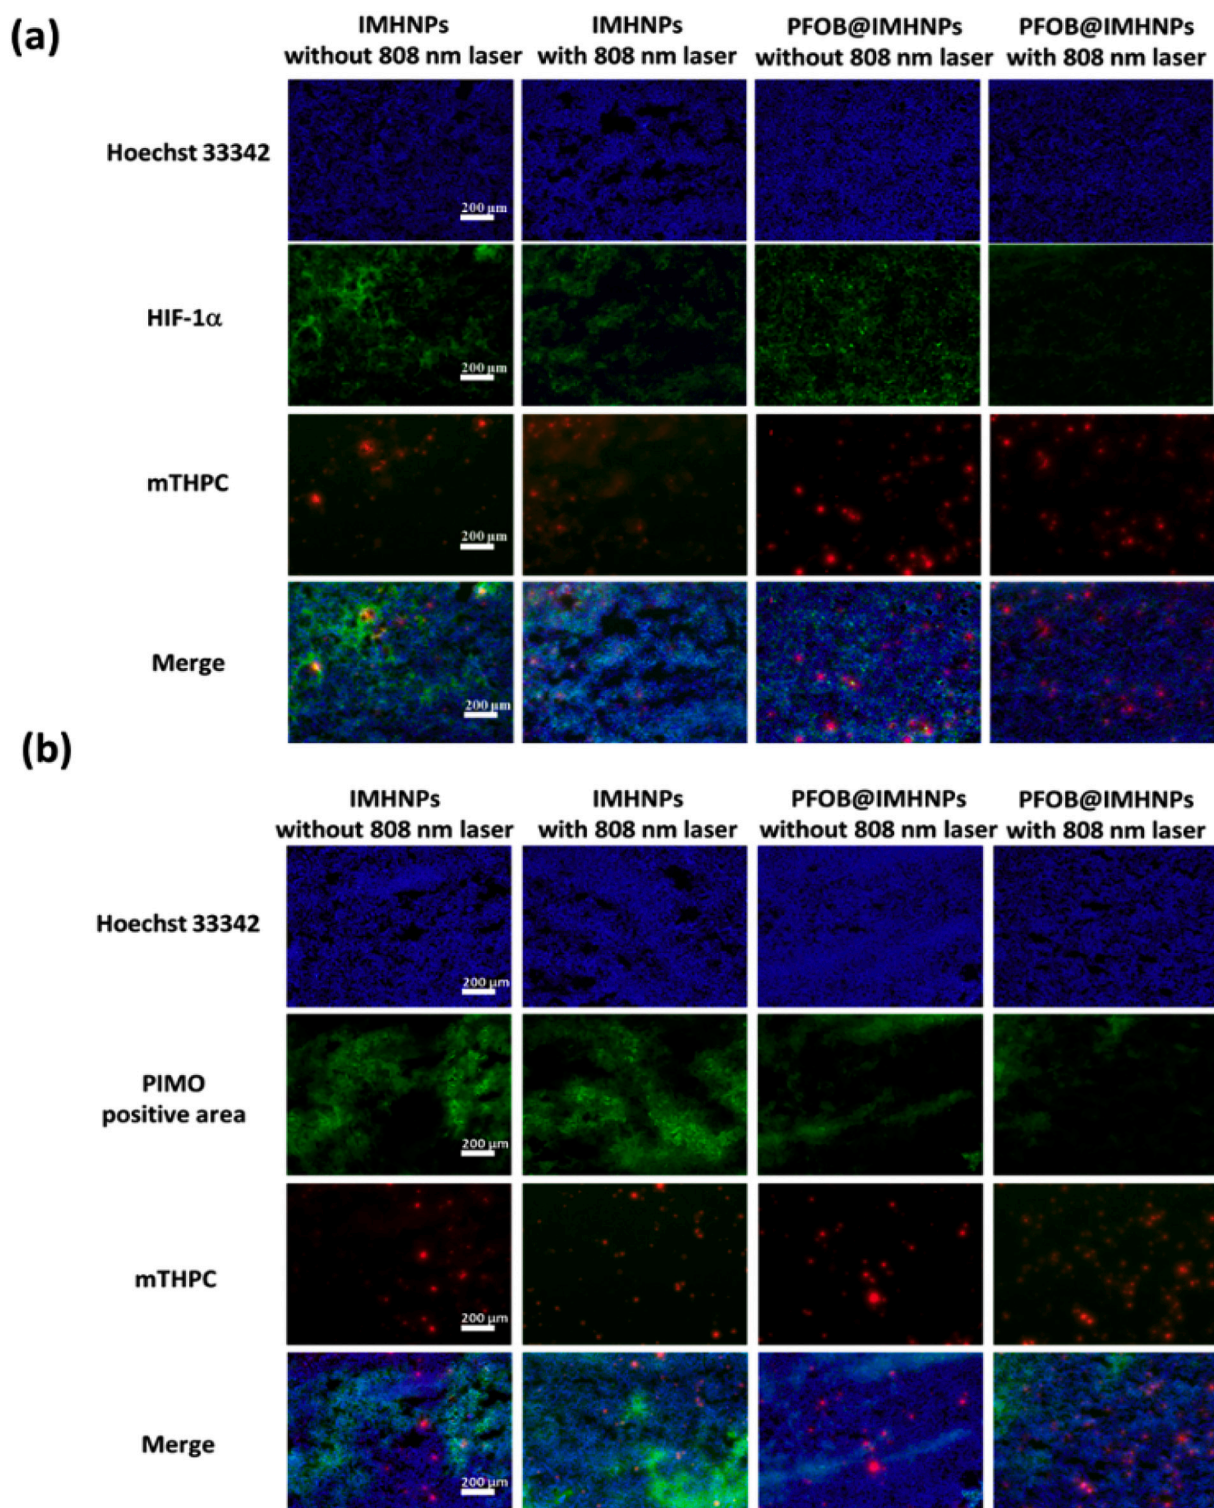 (a)
IMHNPs
without 808 nm laser
IMHNPs
with 808 nm laser
PFOB@IMHNPs
without 808 nm laser
PFOB@IMHNPs
with 808 nm laser
Hoechst 33342
200 μm
HIF-1α
200 μm
mTHPC
200 μm
Merge
200 μm
(b)
IMHNPs
without 808 nm laser
IMHNPs
with 808 nm laser
PFOB@IMHNPs
without 808 nm laser
PFOB@IMHNPs
with 808 nm laser
Hoechst 33342
200 μm
PIMO
positive area
200 μm
mTHPC
200 μm
Merge
200 μm